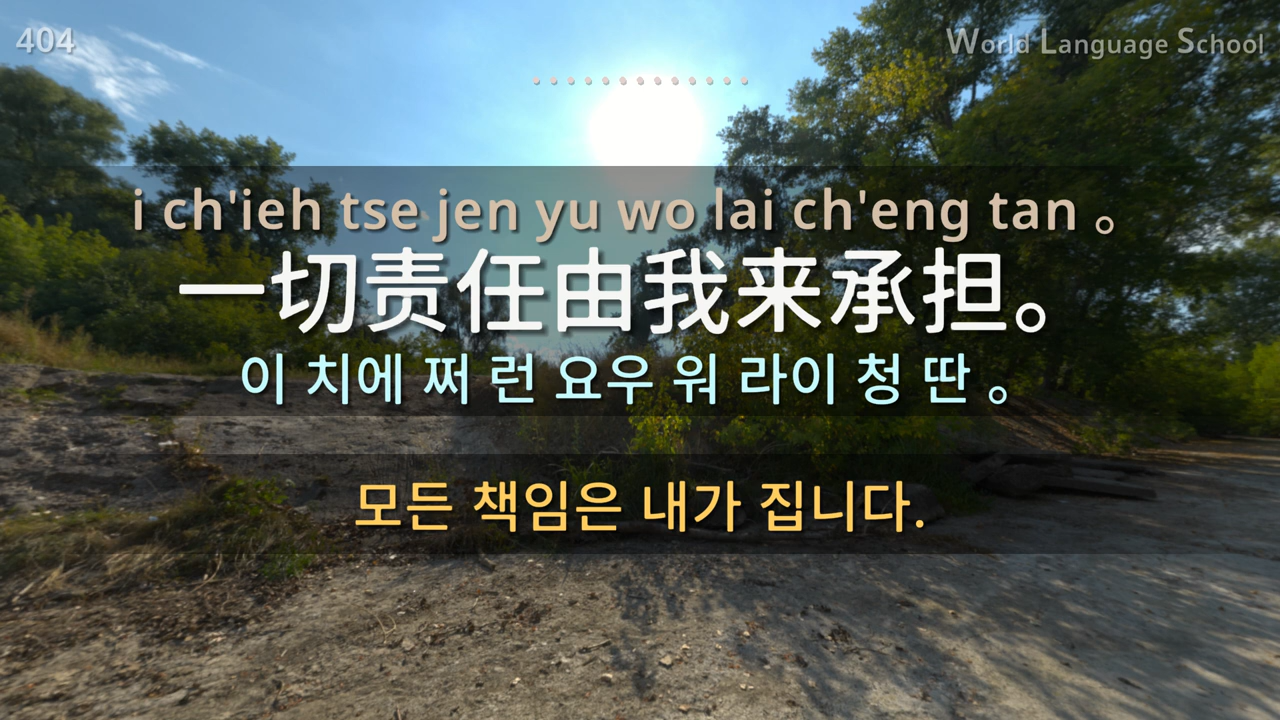 404
World Language School
i ch'ieh tse jen yu wo lai ch'eng tan 。
一切责任由我来承担。
이 치에 쩌 런 요우 워 라이 청 딴 。
모든 책임은 내가 집니다.